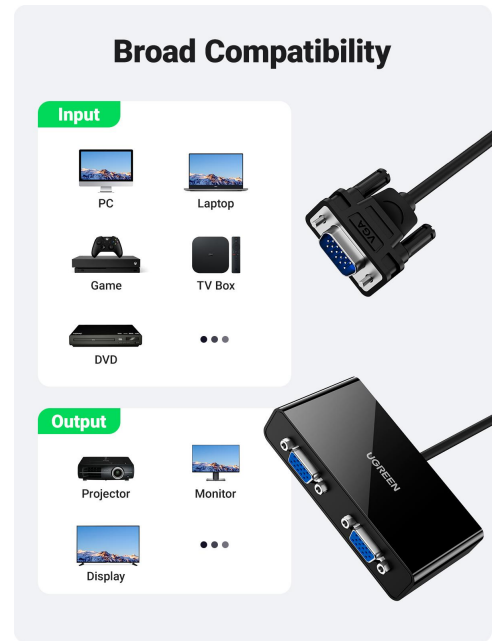 Broad Compatibility
Input
PC
Laptop
Game
TV Box
DVD
VGA
Output
Projector
Monitor
Display
UGREEN